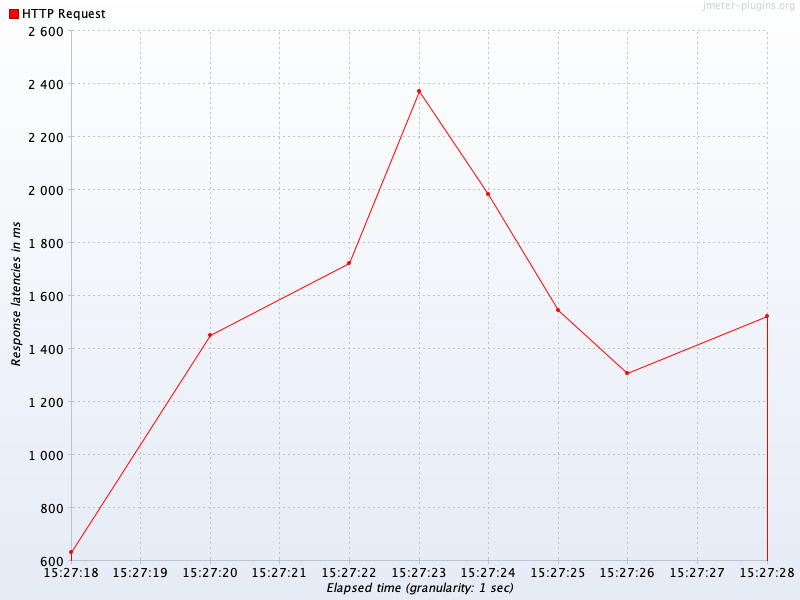 jmeter-plugins.org
HTTP Request
2 600
2 400
2 200
2 000
1 800
1 600
1 400
1 200
1 000
800
600
Response latencies in ms
15:27:18 15:27:19 15:27:20 15:27:21 15:27:22 15:27:23 15:27:24 15:27:25 15:27:26 15:27:27 15:27:28
Elapsed time (granularity: 1 sec)